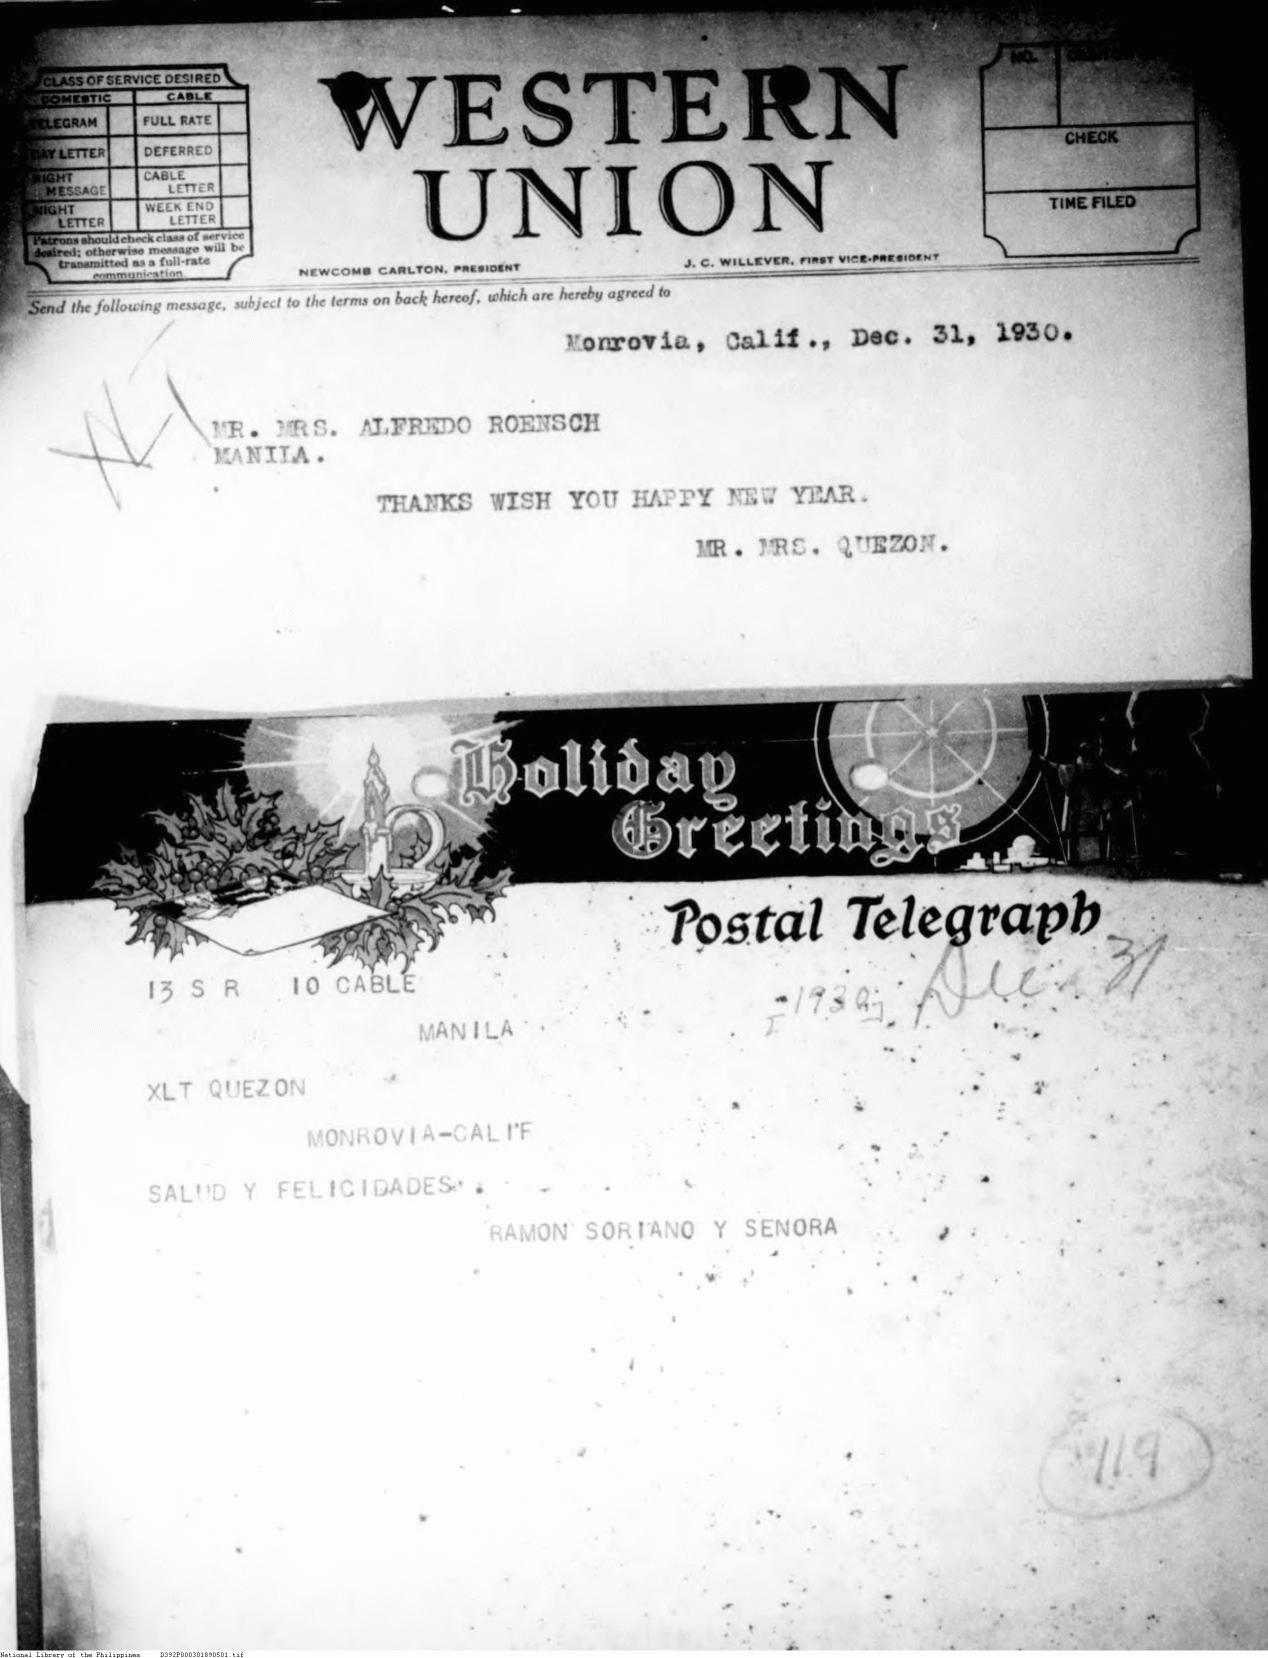 CLASS OF SERVICE DESIRED
DOMESTIC CABLE
TELEGRAM FULL RATE
DAY LETTER DEFERRED
NIGHT MESSAGE CABLE LETTER
NIGHT LETTER WEEK END LETTER
Patrons should check class of service
desired; otherwise message will be
transmitted as a full-rate
communication.
WESTERN
UNION
NO.
CHECK
TIME FILED
NEWCOMB CARLTON, PRESIDENT
J. C. WILLEVER, FIRST VICE-PRESIDENT
Send the following message, subject to the terms on back hereof, which are hereby agreed to
Monrovia, Calif., Dec. 31, 1930.
MR. MRS. ALFREDO ROENSCH
MANILA.
THANKS WISH YOU HAPPY NEW YEAR.
MR. MRS. QUEZON.
Holiday
Greetings
Postal Telegraph
13 S R 10 CABLE
Dec 31
1930
MANILA
XLT QUEZON
MONROVIA-CALIF
SALUD Y FELICIDADES.
RAMON SORIANO Y SENORA
119
National Library of the Philippines D392P000301890501.tif